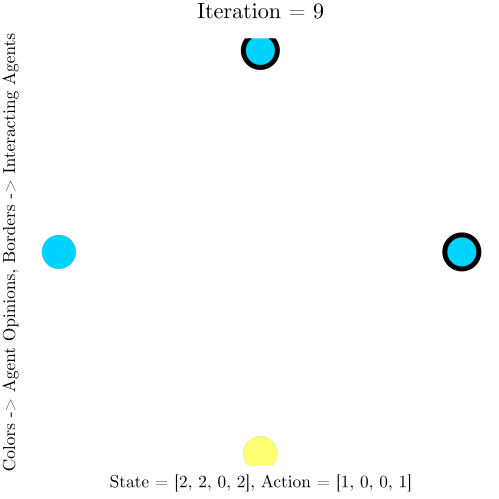 Iteration = 9
Colors -> Agent Opinions, Borders -> Interacting Agents
State = [2, 2, 0, 2], Action = [1, 0, 0, 1]